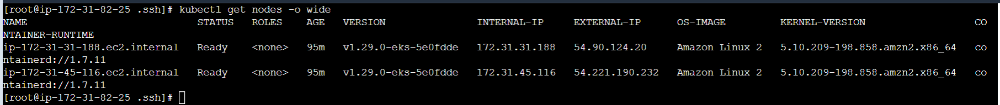 [root@ip-172-31-82-25 .ssh]# kubectl get nodes -o wide
NAME                            STATUS   ROLES    AGE   VERSION               INTERNAL-IP     EXTERNAL-IP      OS-IMAGE         KERNEL-VERSION                  CO
NTAINER-RUNTIME
ip-172-31-31-188.ec2.internal   Ready    <none>   95m   v1.29.0-eks-5e0fdde   172.31.31.188   54.90.124.20     Amazon Linux 2   5.10.209-198.858.amzn2.x86_64   co
ntainerd://1.7.11
ip-172-31-45-116.ec2.internal   Ready    <none>   95m   v1.29.0-eks-5e0fdde   172.31.45.116   54.221.190.232   Amazon Linux 2   5.10.209-198.858.amzn2.x86_64   co
ntainerd://1.7.11
[root@ip-172-31-82-25 .ssh]#